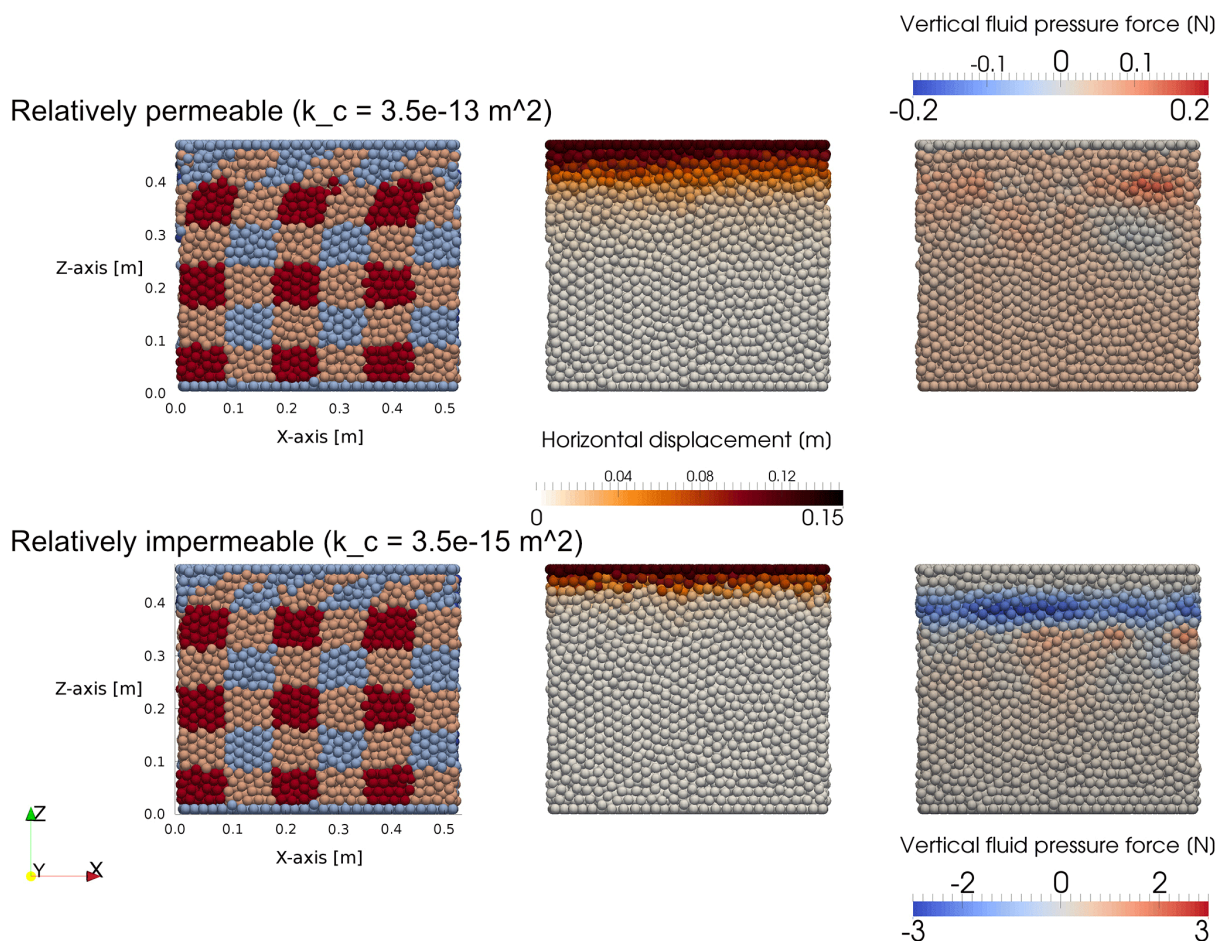 Vertical fluid pressure force (N)
-0.1 0 0.1
-0.2 0.2
Relatively permeable (k_c = 3.5e-13 m^2)
0.4
0.3
Z-axis [m]
0.2
0.1
0.0
0.0 0.1 0.2 0.3 0.4 0.5
X-axis [m]
Horizontal displacement (m)
0.04 0.08 0.12
0 0.15
Relatively impermeable (k_c = 3.5e-15 m^2)
0.4
0.3
Z-axis [m]
0.2
0.1
0.0
0.0 0.1 0.2 0.3 0.4 0.5
X-axis [m]
Z
Y X
Vertical fluid pressure force (N)
-2 0 2
-3 3